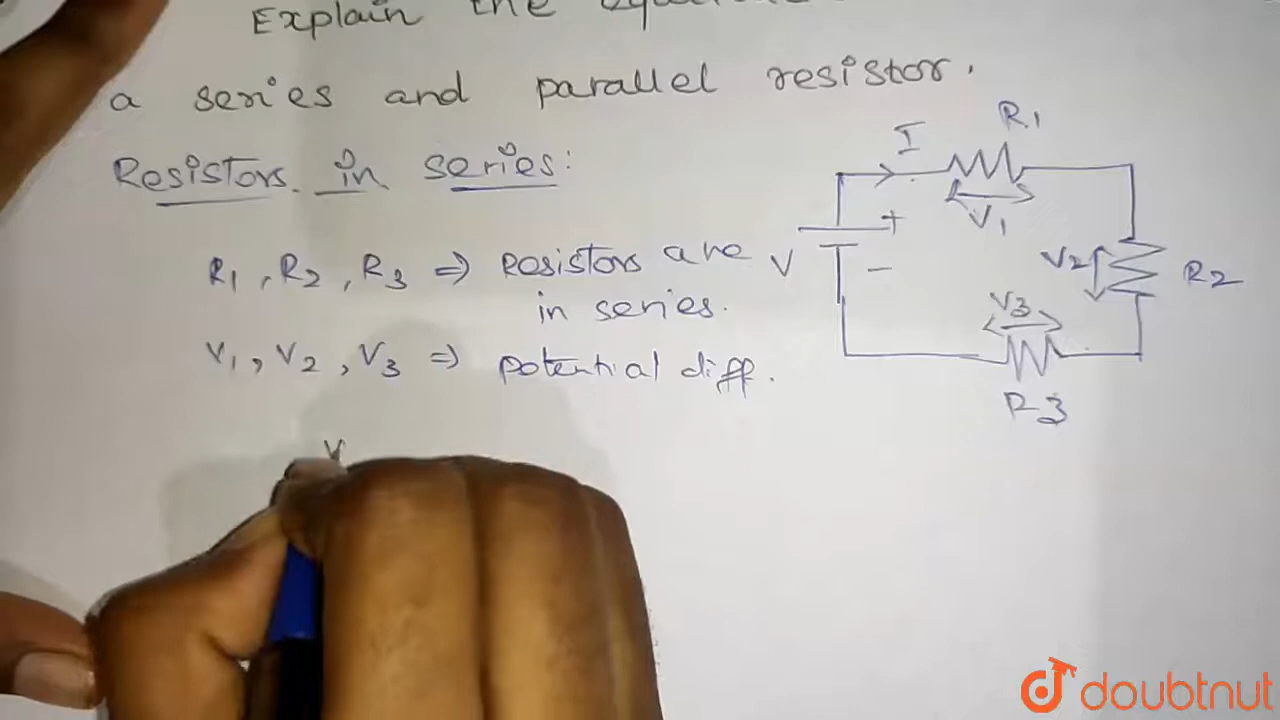 Explain the
a series and parallel resistor.
Resistors in series:
R1, R2, R3 ⇒ Resistors are
in series.
V1, V2, V3 ⇒ potential diff.
V
I
R1
V1
+
V
-
V2
R2
V3
R3
doubtnut